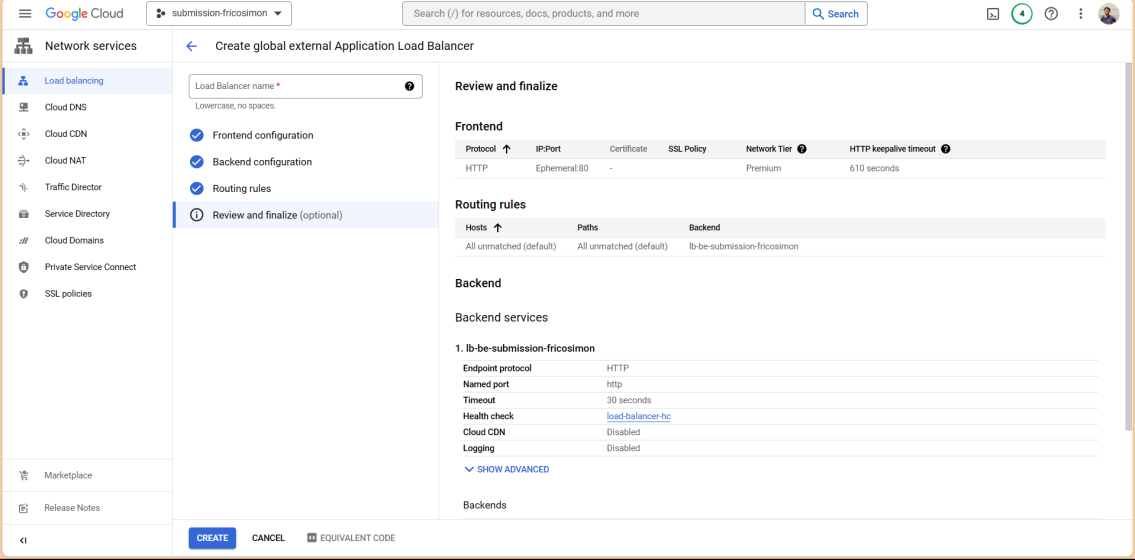 Google Cloud
submission-fricosimon
Search (/) for resources, docs, products, and more
Search
4
Network services
Create global external Application Load Balancer
Load balancing
Cloud DNS
Cloud CDN
Cloud NAT
Traffic Director
Service Directory
Cloud Domains
Private Service Connect
SSL policies
Marketplace
Release Notes
Load Balancer name *
Lowercase, no spaces.
Frontend configuration
Backend configuration
Routing rules
Review and finalize (optional)
Review and finalize
Frontend
Protocol IP:Port Certificate SSL Policy Network Tier HTTP keepalive timeout
HTTP Ephemeral:80 - Premium 610 seconds
Routing rules
Hosts Paths Backend
All unmatched (default) All unmatched (default) lb-be-submission-fricosimon
Backend
Backend services
1. lb-be-submission-fricosimon
Endpoint protocol HTTP
Named port http
Timeout 30 seconds
Health check load-balancer-hc
Cloud CDN Disabled
Logging Disabled
SHOW ADVANCED
Backends
CREATE CANCEL EQUIVALENT CODE